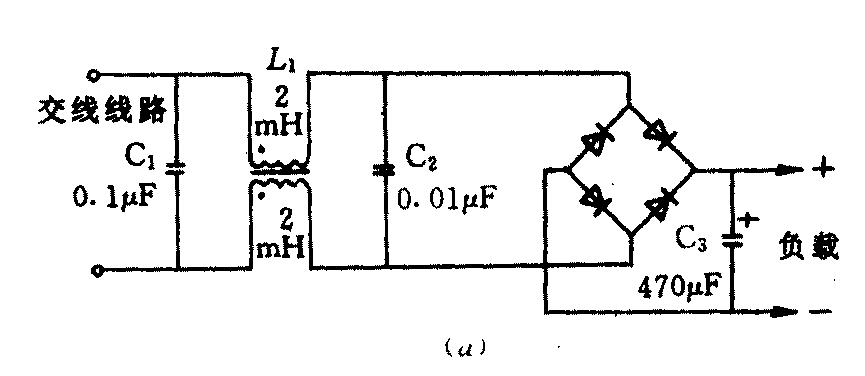 L₁
交线线路
2
mH
C₁
0.1μF
C₂
0.01μF
2
mH
+
+
C₃
470μF
负载
−
(a)